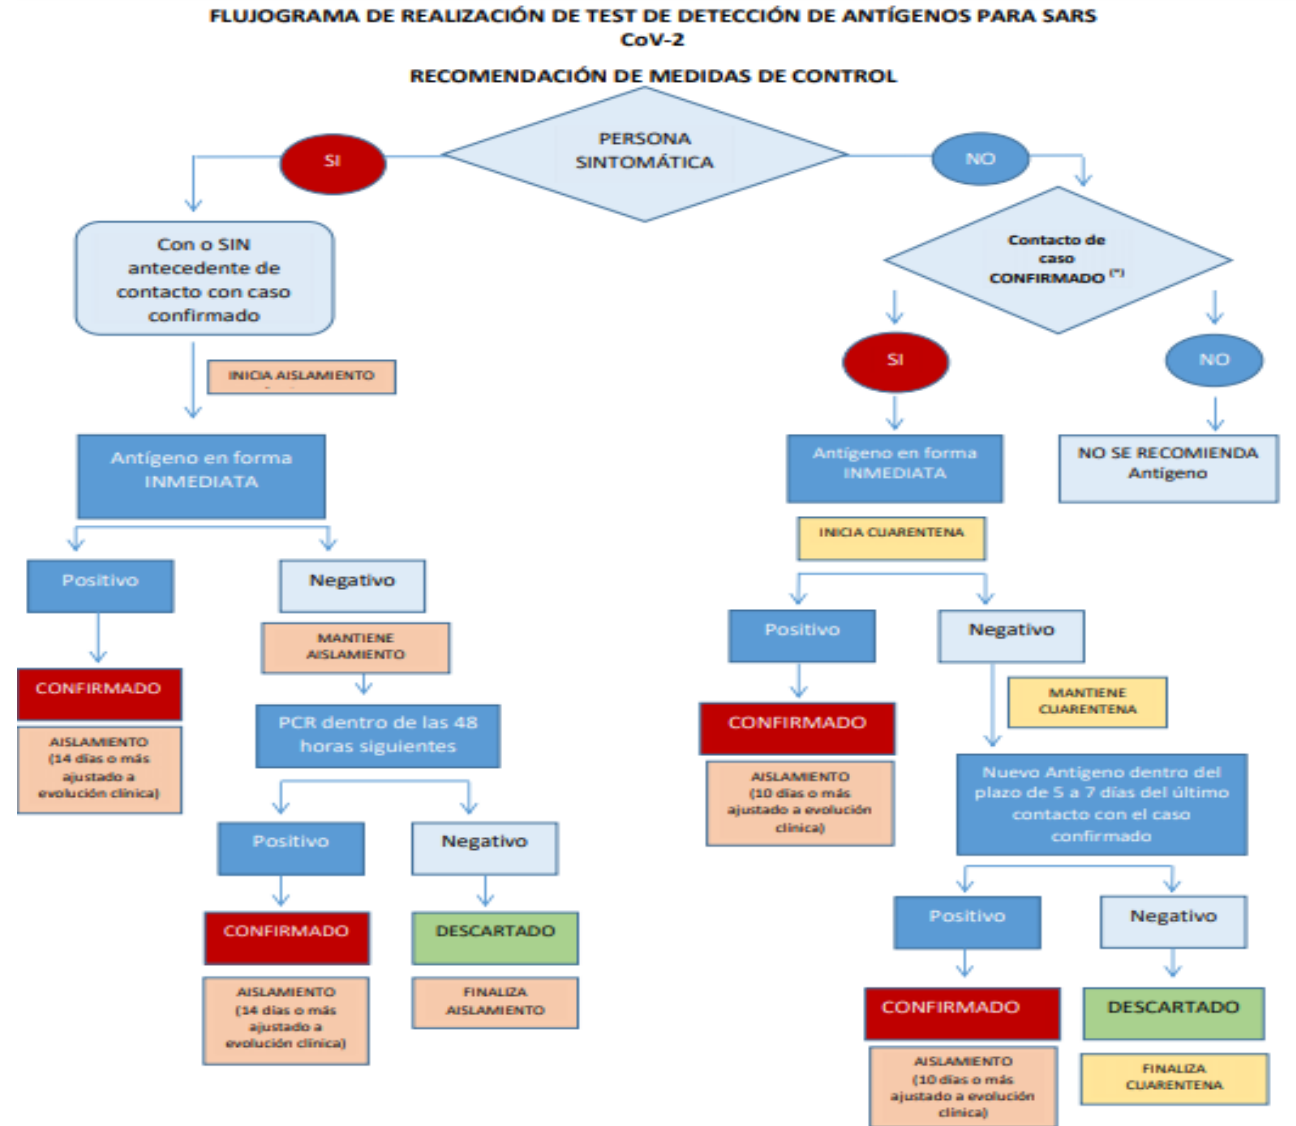 FLUJOGRAMA DE REALIZACIÓN DE TEST DE DETECCIÓN DE ANTÍGENOS PARA SARS
CoV-2
RECOMENDACIÓN DE MEDIDAS DE CONTROL
PERSONA
SINTOMÁTICA
SI
NO
Con o SIN
antecedente de
contacto con caso
confirmado
INICIA AISLAMIENTO
Antígeno en forma
INMEDIATA
Positivo
Negativo
CONFIRMADO
AISLAMIENTO
(14 días o más
ajustado a
evolución clínica)
MANTIENE
AISLAMIENTO
PCR dentro de las 48
horas siguientes
Positivo
Negativo
CONFIRMADO
DESCARTADO
AISLAMIENTO
(14 días o más
ajustado a
evolución clínica)
FINALIZA
AISLAMIENTO
Contacto de
caso
CONFIRMADO (*)
SI
NO
Antígeno en forma
INMEDIATA
NO SE RECOMIENDA
Antígeno
INICIA CUARENTENA
Positivo
Negativo
CONFIRMADO
AISLAMIENTO
(10 días o más
ajustado a evolución
clínica)
MANTIENE
CUARENTENA
Nuevo Antígeno dentro del
plazo de 5 a 7 días del último
contacto con el caso
confirmado
Positivo
Negativo
CONFIRMADO
DESCARTADO
AISLAMIENTO
(10 días o más
ajustado a evolución
clínica)
FINALIZA
CUARENTENA